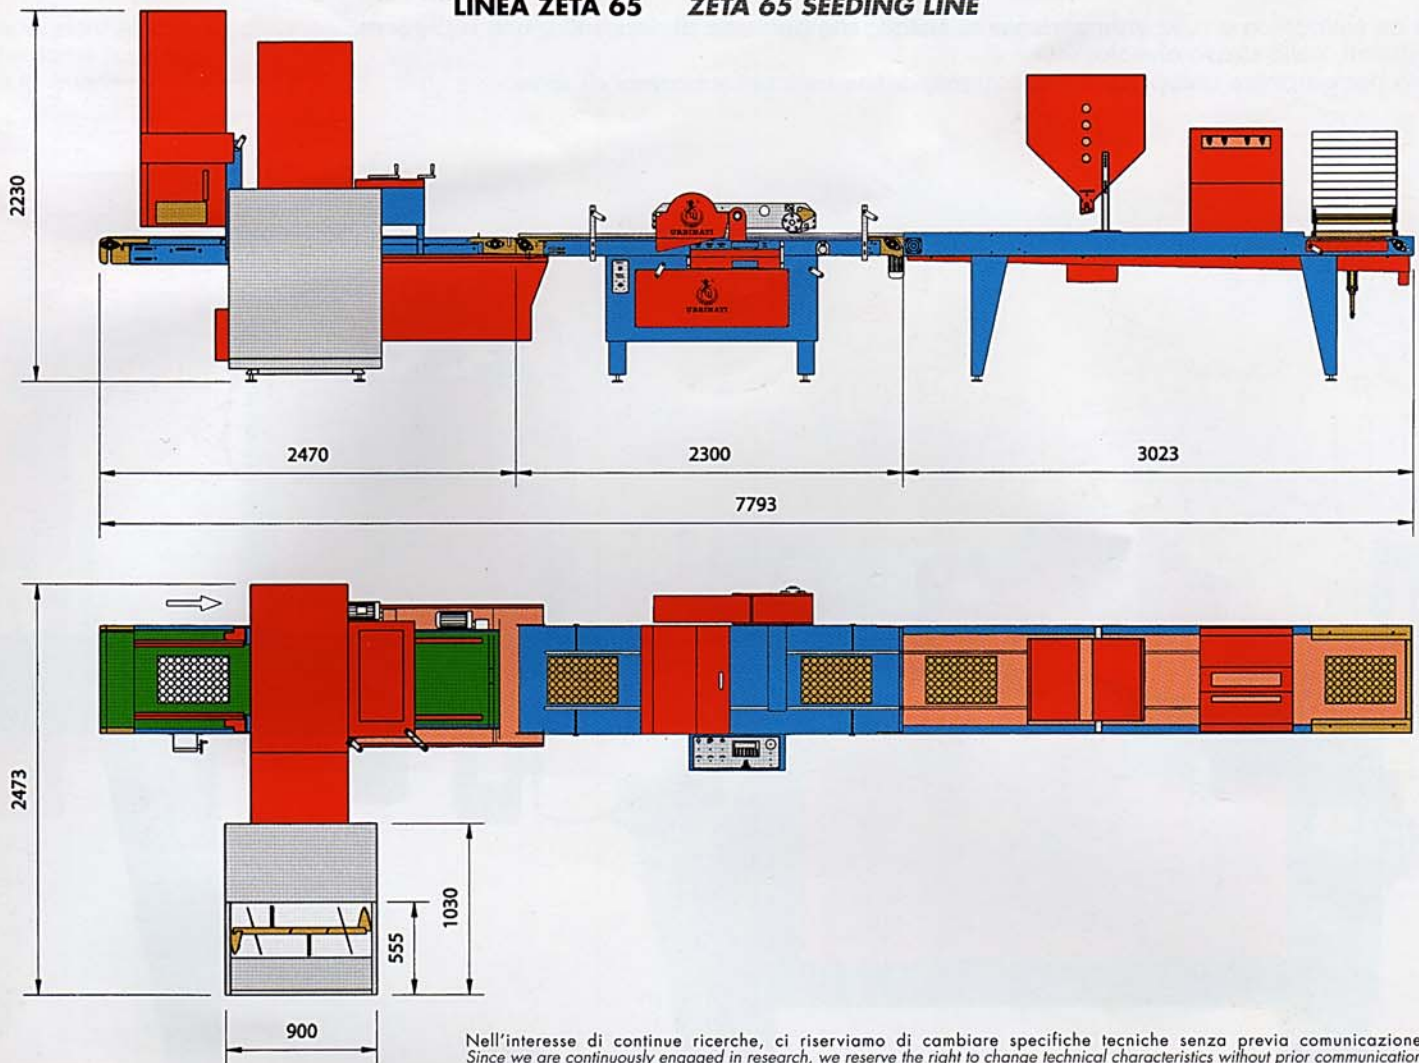 LINEA ZETA 65 ZETA 65 SEEDING LINE
2230
URBINATI
URBINATI
2470 2300 3023
7793
2473
1030
555
900
Nell'interesse di continue ricerche, ci riserviamo di cambiare specifiche tecniche senza previa comunicazione
Since we are continuously engaged in research, we reserve the right to change technical characteristics without prior communication